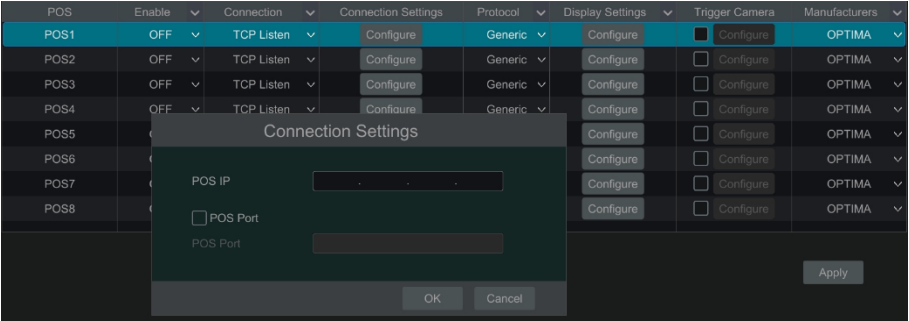 POS Enable Connection Connection Settings Protocol Display Settings Trigger Camera Manufacturers
POS1 OFF TCP Listen Configure Generic Configure Configure OPTIMA
POS2 OFF TCP Listen Configure Generic Configure Configure OPTIMA
POS3 OFF TCP Listen Configure Generic Configure Configure OPTIMA
POS4 OFF TCP Listen Configure Generic Configure Configure OPTIMA
POS5 Configure Configure OPTIMA
POS6 Configure Configure OPTIMA
POS7 Configure Configure OPTIMA
POS8 Configure Configure OPTIMA
Connection Settings
POS IP . . .
POS Port
POS Port
OK Cancel
Apply